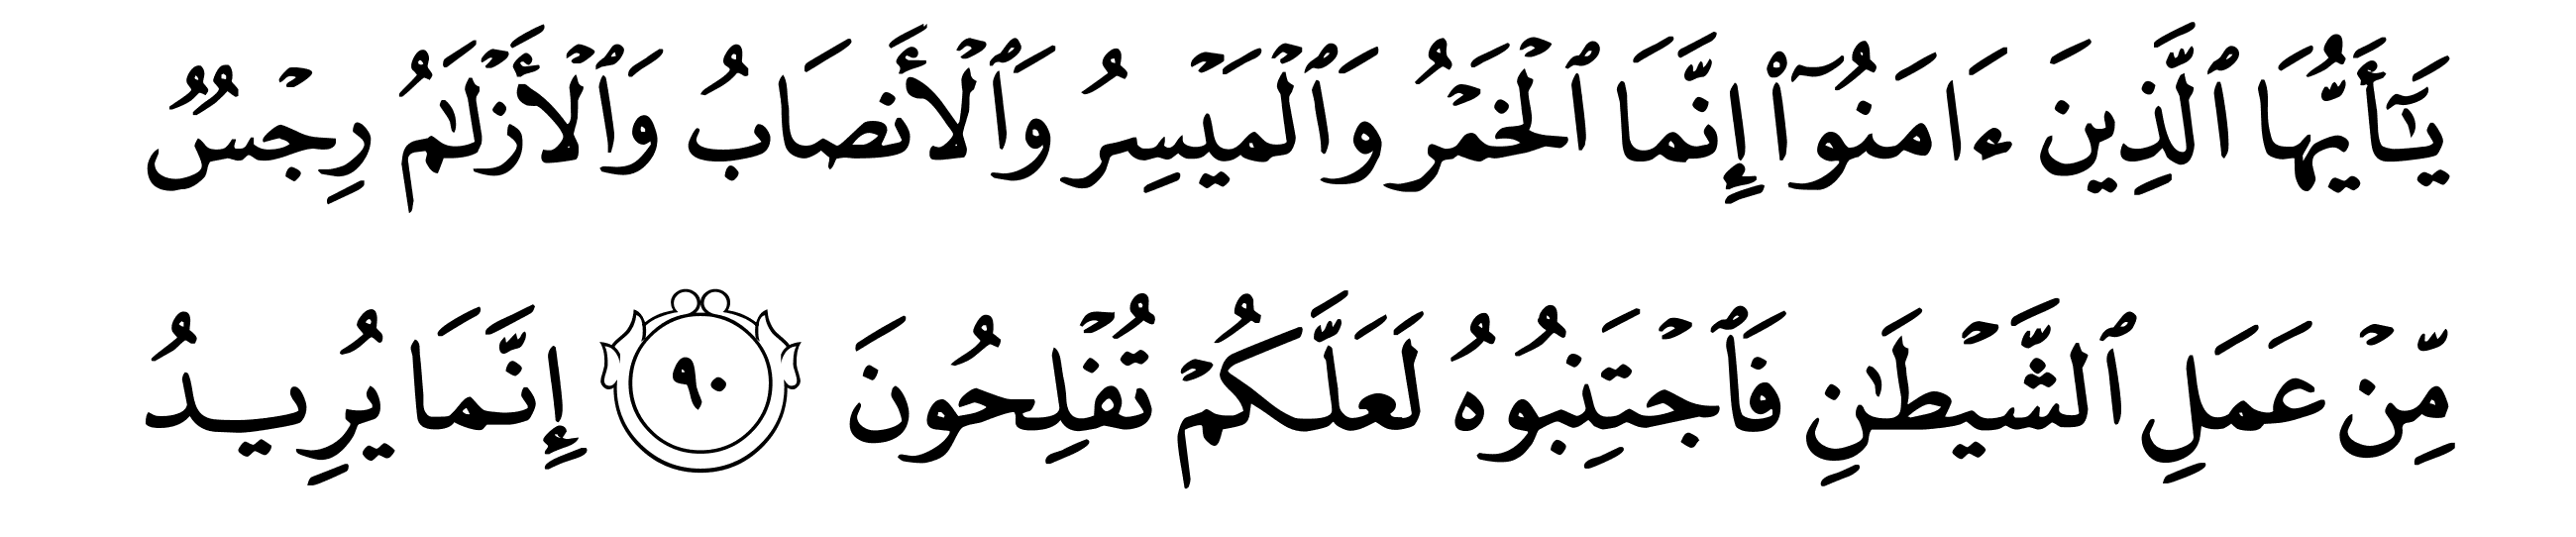 يَٰٓأَيُّهَا ٱلَّذِينَ ءَامَنُوٓا۟ إِنَّمَا ٱلْخَمْرُ وَٱلْمَيْسِرُ وَٱلْأَنصَابُ وَٱلْأَزْلَٰمُ رِجْسٌ
مِّنْ عَمَلِ ٱلشَّيْطَٰنِ فَٱجْتَنِبُوهُ لَعَلَّكُمْ تُفْلِحُونَ ٩٠ إِنَّمَا يُرِيدُ